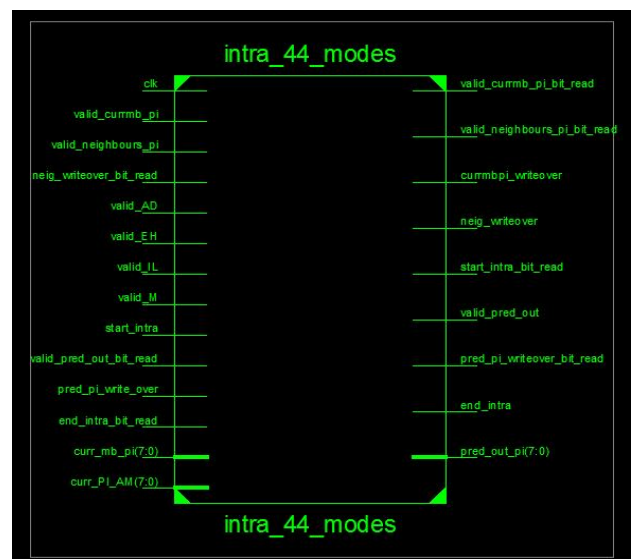 intra_44_modes
clk
valid_currmb_pi
valid_neighbours_pi
neig_writeover_bit_read
valid_AD
valid_EH
valid_IL
valid_M
start_intra
valid_pred_out_bit_read
pred_pi_write_over
end_intra_bit_read
curr_mb_pi(7:0)
curr_PI_AM(7:0)
valid_currmb_pi_bit_read
valid_neighbours_pi_bit_read
currmbpi_writeover
neig_writeover
start_intra_bit_read
valid_pred_out
pred_pi_writeover_bit_read
end_intra
pred_out_pi(7:0)
intra_44_modes